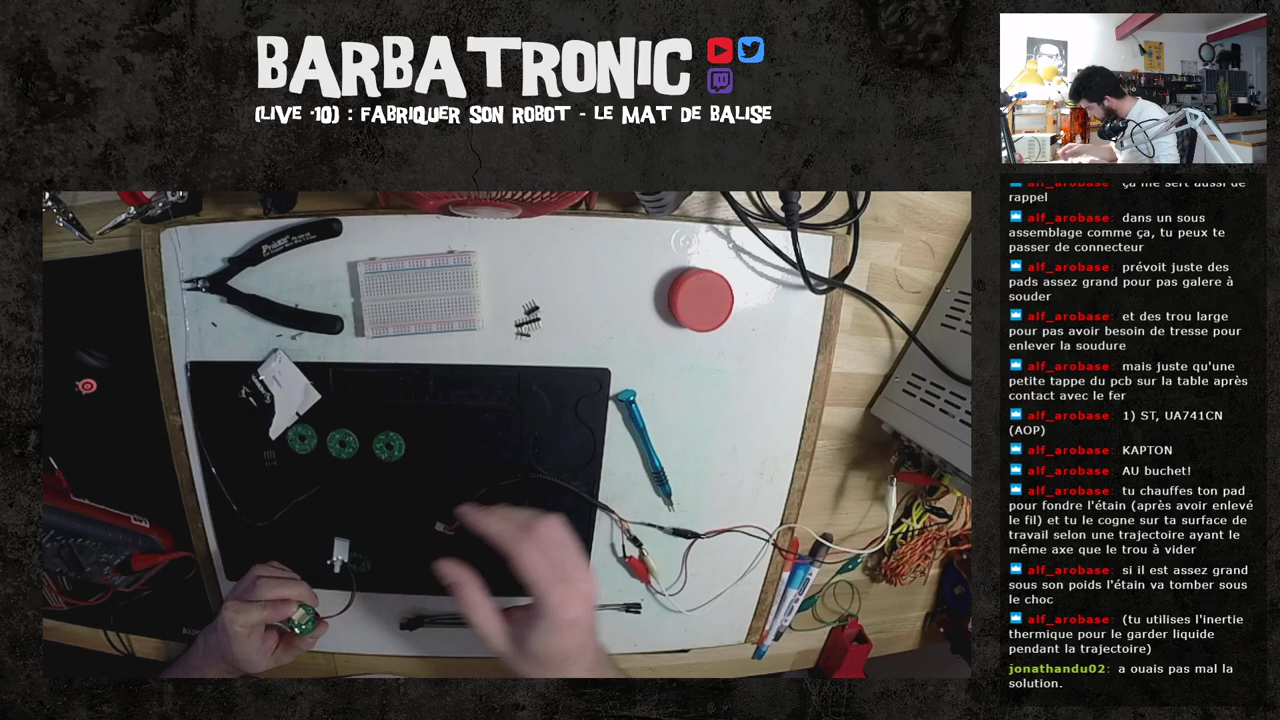 BARBATRONIC
(LIVE -10) : FABRIQUER SON ROBOT - LE MAT DE BALISE
alf_arobase: ça me sert aussi de
rappel
alf_arobase: dans un sous
assemblage comme ça, tu peux te
passer de connecteur
alf_arobase: prévoit juste des
pads assez grand pour pas galere à
souder
alf_arobase: et des trou large
pour pas avoir besoin de tresse pour
enlever la soudure
alf_arobase: mais juste qu'une
petite tappe du pcb sur la table après
contact avec le fer
alf_arobase: 1) ST, UA741CN
(AOP)
alf_arobase: KAPTON
alf_arobase: AU buchet!
alf_arobase: tu chauffes ton pad
pour fondre l'étain (après avoir enlevé
le fil) et tu le cogne sur ta surface de
travail selon une trajectoire ayant le
même axe que le trou à vider
alf_arobase: si il est assez grand
sous son poids l'étain va tomber sous
le choc
alf_arobase: (tu utilises l'inertie
thermique pour le garder liquide
pendant la trajectoire)
jonathandu02: a ouais pas mal la
solution.